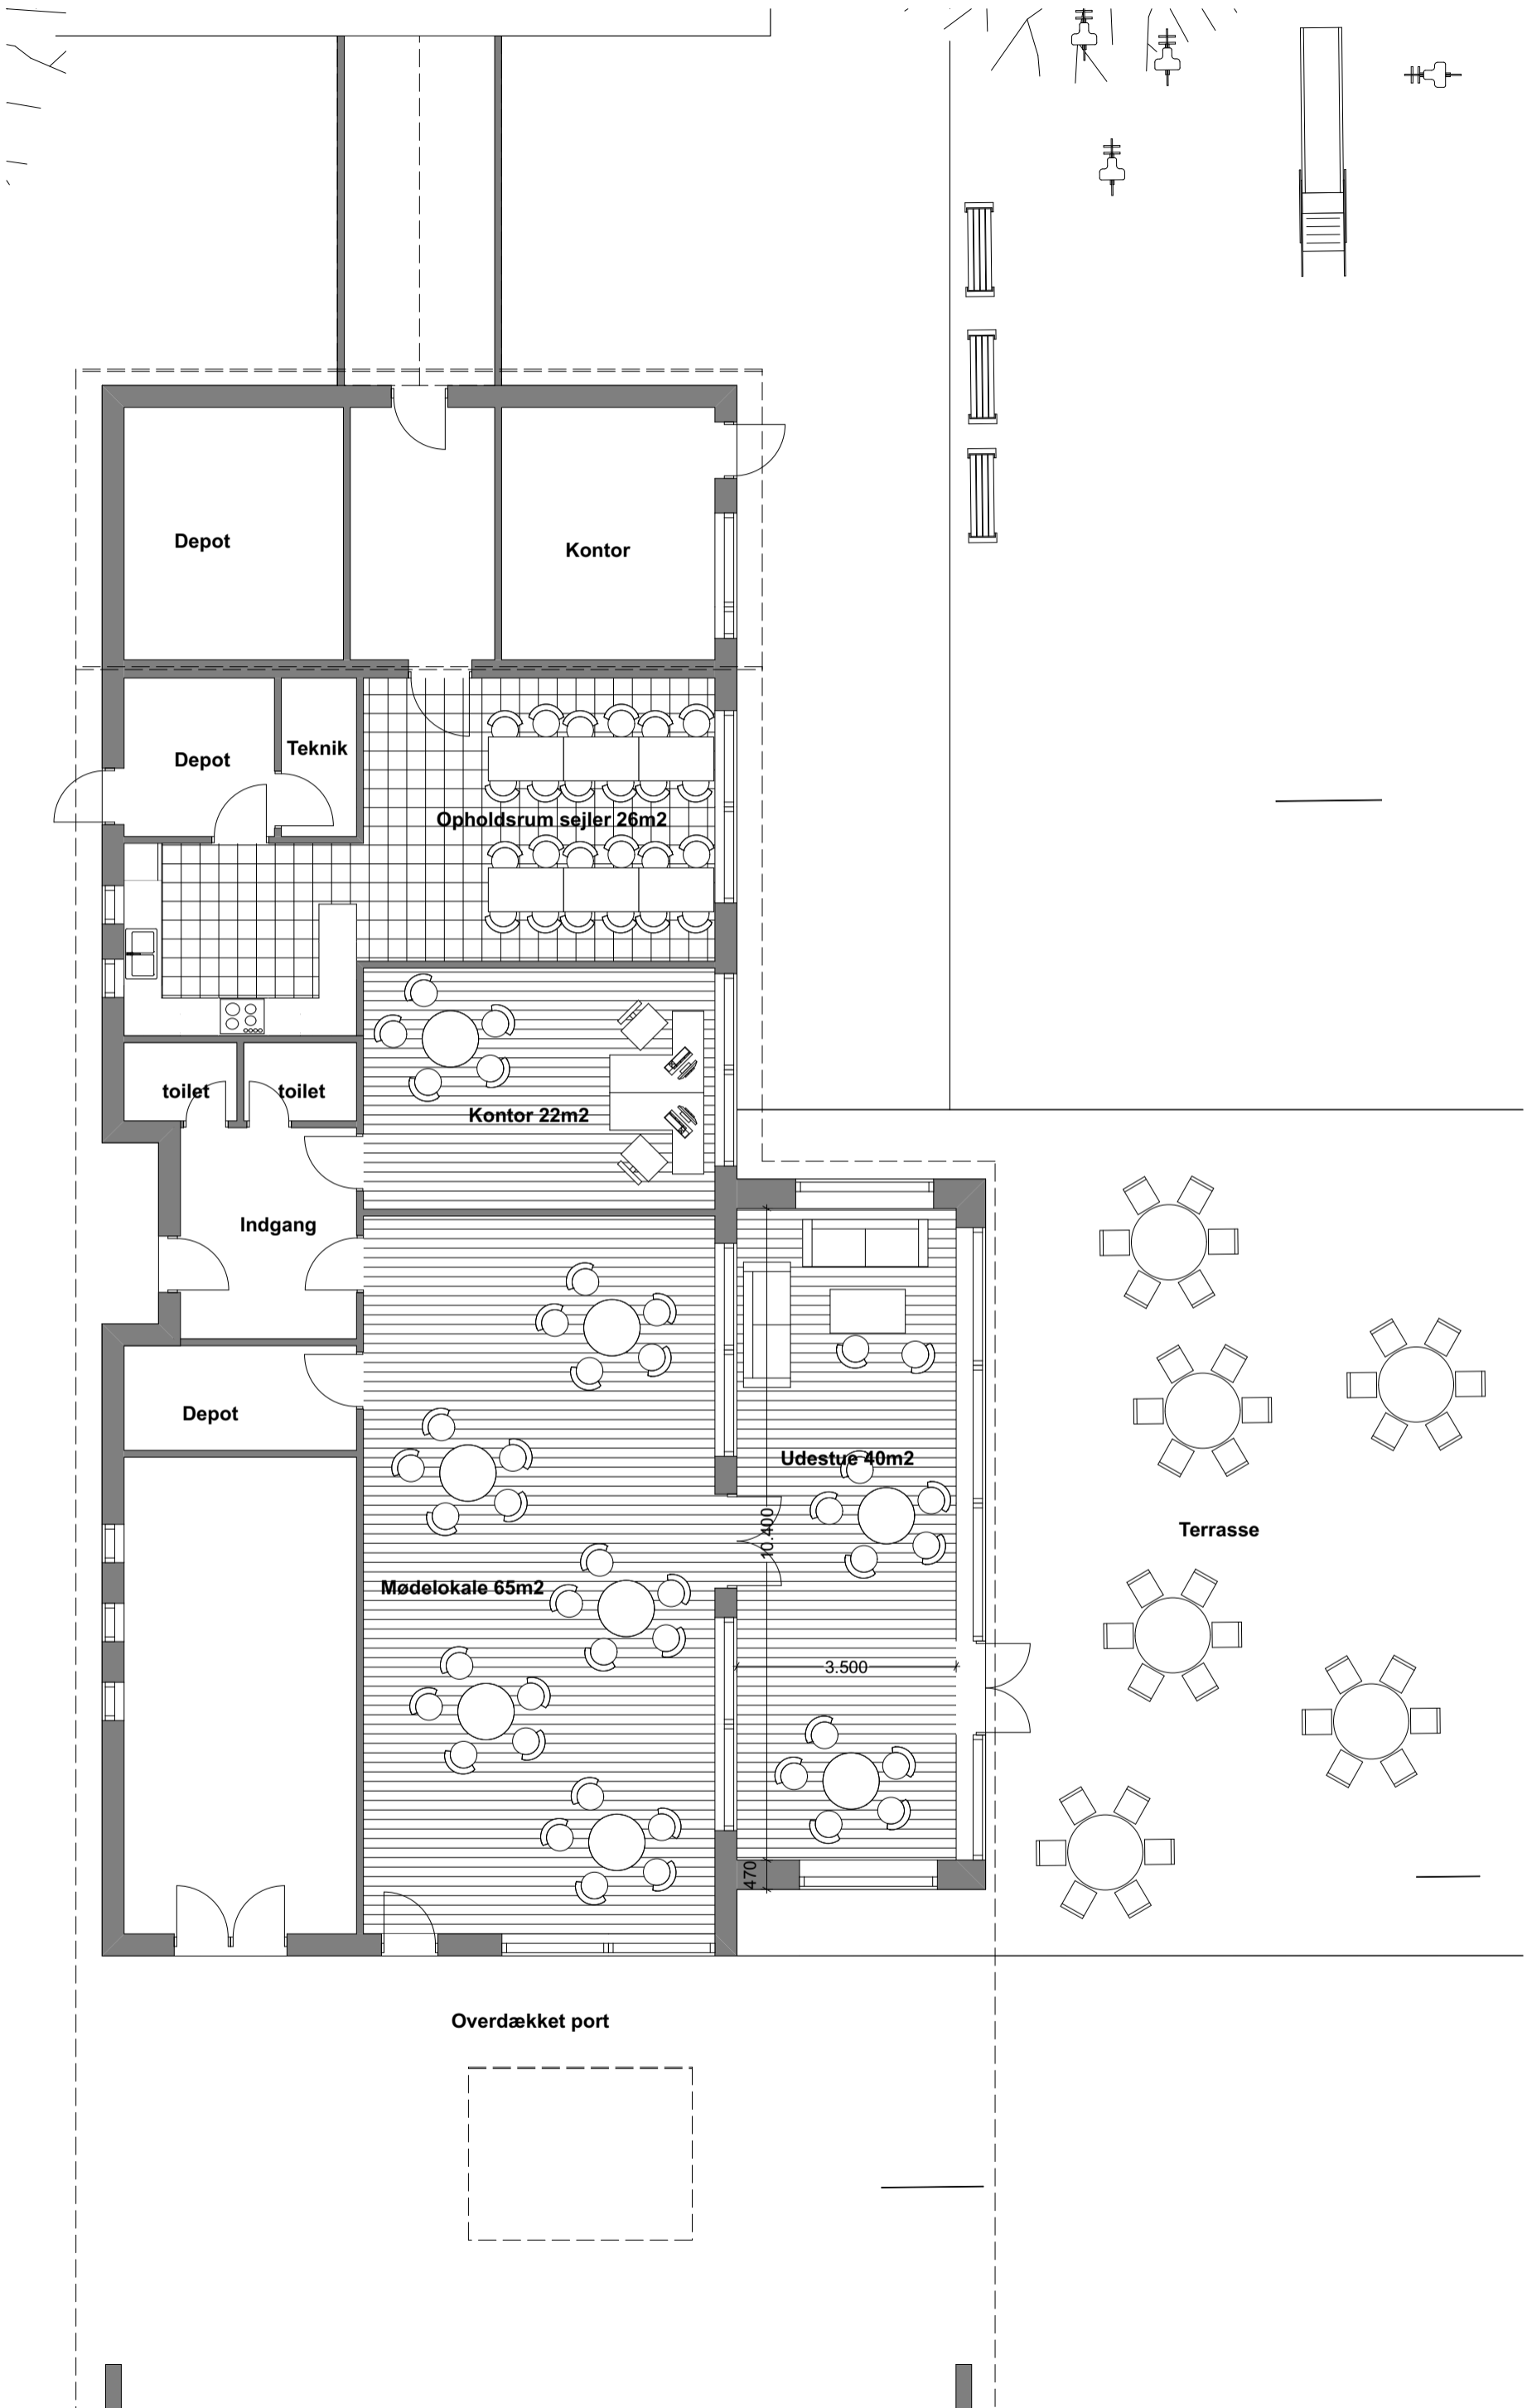 Depot
Kontor
Depot
Teknik
Opholdsrum sejler 26m2
toilet
toilet
Kontor 22m2
Indgang
Depot
Udestue 40m2
10.400
Terrasse
Mødelokale 65m2
3.500
470
Overdækket port